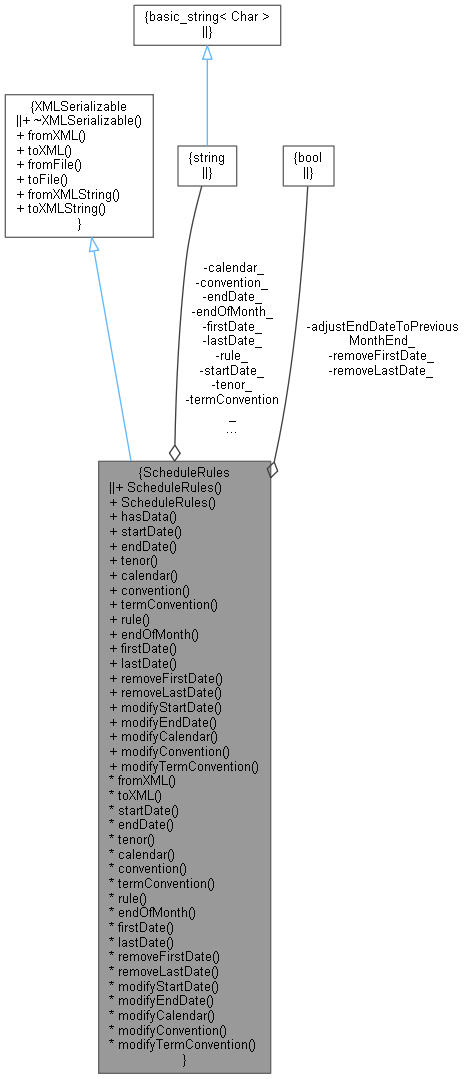 {basic_string< Char >
||}
{XMLSerializable
||+ ~XMLSerializable()
+ fromXML()
+ toXML()
+ fromFile()
+ toFile()
+ fromXMLString()
+ toXMLString()
}
{string
||}
{bool
||}
-calendar_
-convention_
-endDate_
-endOfMonth_
-firstDate_
-lastDate_
-rule_
-startDate_
-tenor_
-termConvention
_
...
-adjustEndDateToPrevious
MonthEnd_
-removeFirstDate_
-removeLastDate_
{ScheduleRules
||+ ScheduleRules()
+ ScheduleRules()
+ hasData()
+ startDate()
+ endDate()
+ tenor()
+ calendar()
+ convention()
+ termConvention()
+ rule()
+ endOfMonth()
+ firstDate()
+ lastDate()
+ removeFirstDate()
+ removeLastDate()
+ modifyStartDate()
+ modifyEndDate()
+ modifyCalendar()
+ modifyConvention()
+ modifyTermConvention()
* fromXML()
* toXML()
* startDate()
* endDate()
* tenor()
* calendar()
* convention()
* termConvention()
* rule()
* endOfMonth()
* firstDate()
* lastDate()
* removeFirstDate()
* removeLastDate()
* modifyStartDate()
* modifyEndDate()
* modifyCalendar()
* modifyConvention()
* modifyTermConvention()
}